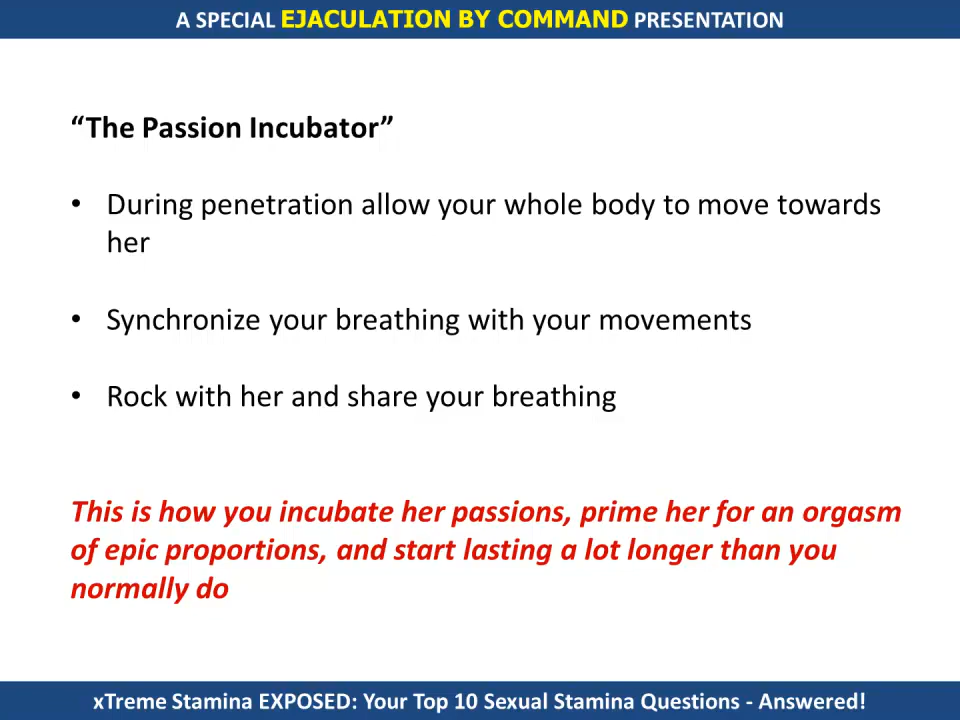 A SPECIAL EJACULATION BY COMMAND PRESENTATION
“The Passion Incubator”
• During penetration allow your whole body to move towards
her
• Synchronize your breathing with your movements
• Rock with her and share your breathing
This is how you incubate her passions, prime her for an orgasm
of epic proportions, and start lasting a lot longer than you
normally do
xTreme Stamina EXPOSED: Your Top 10 Sexual Stamina Questions - Answered!